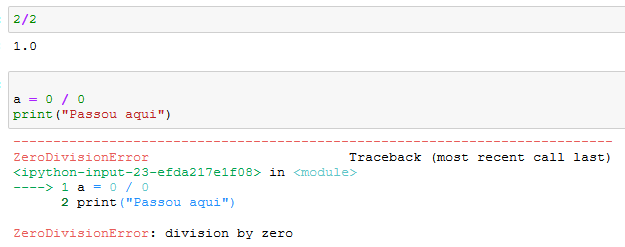 2/2
1.0
a = 0 / 0
print("Passou aqui")
---------------------------------------------------------------------------
ZeroDivisionError                         Traceback (most recent call last)
<ipython-input-23-efda217e1f08> in <module>
----> 1 a = 0 / 0
      2 print("Passou aqui")
ZeroDivisionError: division by zero